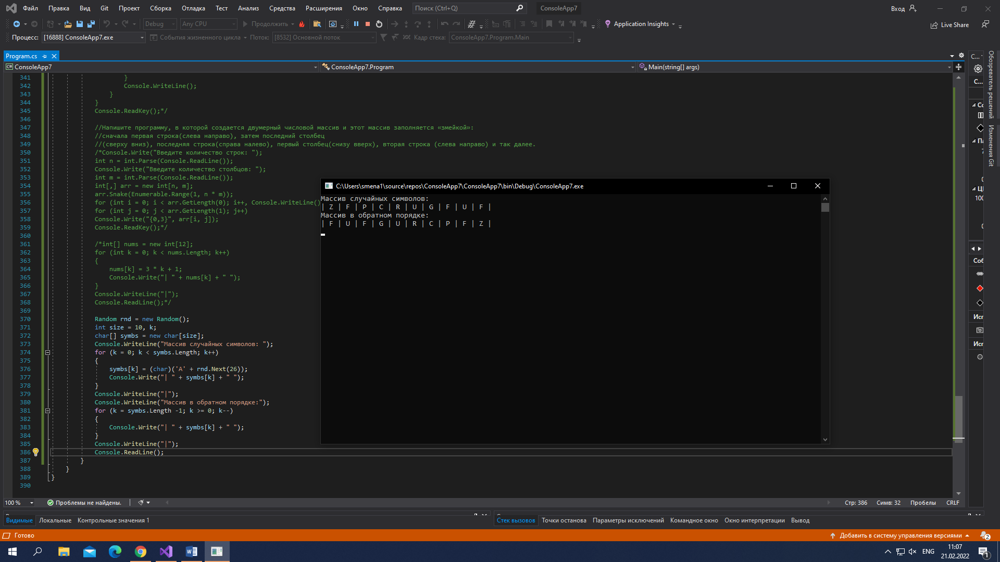 Файл Правка Вид Git Проект Сборка Отладка Тест Анализ Средства Расширения Окно Справка Поиск (Ctrl+Q) ConsoleApp7 Вход
Debug Any CPU Продолжить Application Insights Live Share
Процесс: [16888] ConsoleApp7.exe События жизненного цикла Поток: [8532] Основной поток Кадр стека: ConsoleApp7.Program.Main
Program.cs
ConsoleApp7 ConsoleApp7.Program Main(string[] args)
341 }
342 Console.WriteLine();
343 }
344 }
345 Console.ReadKey();*/
346
347 //Напишите программу, в которой создается двумерный числовой массив и этот массив заполняется «змейкой»:
348 //сначала первая строка(слева направо), затем последний столбец
349 //(сверху вниз), последняя строка(справа налево), первый столбец(снизу вверх), вторая строка (слева направо) и так далее.
350 /*Console.Write("Введите количество строк: ");
351 int n = int.Parse(Console.ReadLine());
352 Console.Write("Введите количество столбцов: ");
353 int m = int.Parse(Console.ReadLine());
354 int[,] arr = new int[n, m];
355 arr.Snake(Enumerable.Range(1, n * m));
356 for (int i = 0; i < arr.GetLength(0); i++, Console.WriteLine()
357 for (int j = 0; j < arr.GetLength(1); j++)
358 Console.Write("{0,3}", arr[i, j]);
359 Console.ReadKey();*/
360
361 /*int[] nums = new int[12];
362 for (int k = 0; k < nums.Length; k++)
363 {
364 nums[k] = 3 * k + 1;
365 Console.Write("| " + nums[k] + " ");
366 }
367 Console.WriteLine("|");
368 Console.ReadLine();*/
369
370 Random rnd = new Random();
371 int size = 10, k;
372 char[] symbs = new char[size];
373 Console.WriteLine("Массив случайных символов: ");
374 for (k = 0; k < symbs.Length; k++)
375 {
376 symbs[k] = (char)('A' + rnd.Next(26));
377 Console.Write("| " + symbs[k] + " ");
378 }
379 Console.WriteLine("|");
380 Console.WriteLine("Массив в обратном порядке:");
381 for (k = symbs.Length -1; k >= 0; k--)
382 {
383 Console.Write("| " + symbs[k] + " ");
384 }
385 Console.WriteLine("|");
386 Console.ReadLine();
387 }
388 }
389 }
390
C:\Users\smena1\source\repos\ConsoleApp7\ConsoleApp7\bin\Debug\ConsoleApp7.exe
Массив случайных символов:
| Z | F | P | C | R | U | G | F | U | F |
Массив в обратном порядке:
| F | U | F | G | U | R | C | P | F | Z |
Обозреватель решений
Изменения Git
100 % Проблемы не найдены. Стр: 386 Симв: 32 Пробелы CRLF
Видимые Локальные Контрольные значения 1 Стек вызовов Точки останова Параметры исключений Командное окно Окно интерпретации Вывод
Готово Добавить в систему управления версиями 2
ENG 11:07
21.02.2022 1